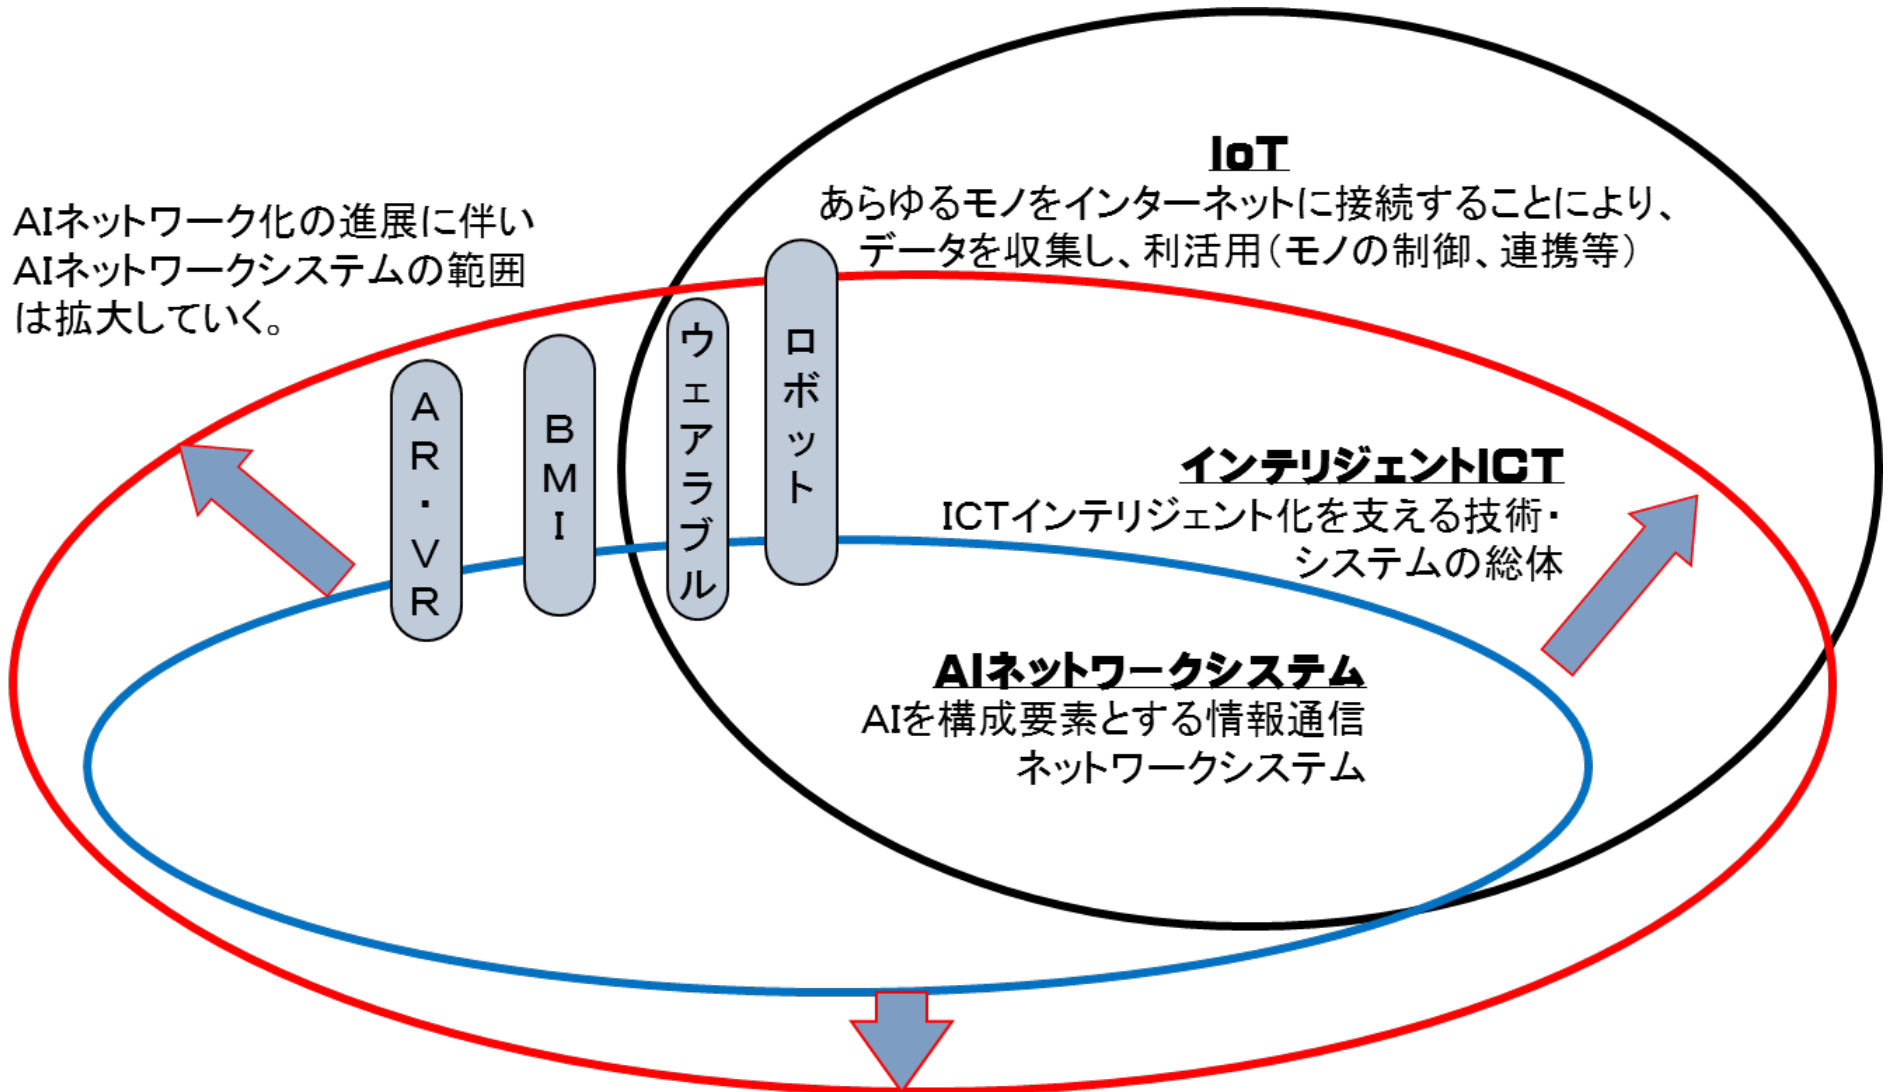 IoT
あらゆるモノをインターネットに接続することにより、
データを収集し、利活用（モノの制御、連携等）
AIネットワーク化の進展に伴い
AIネットワークシステムの範囲
は拡大していく。
AR・VR
BMI
ウェアラブル
ロボット
インテリジェントICT
ICTインテリジェント化を支える技術・
システムの総体
AIネットワークシステム
AIを構成要素とする情報通信
ネットワークシステム